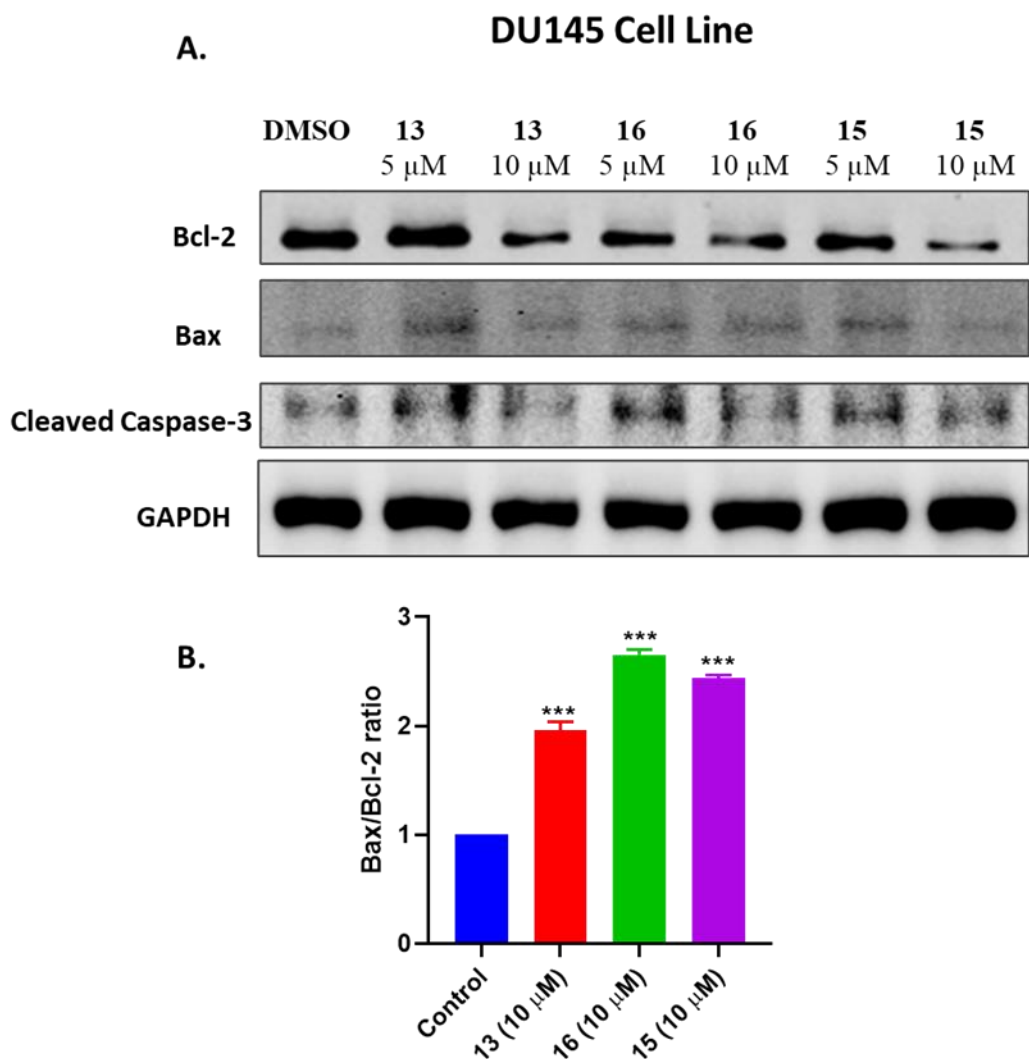 DU145 Cell Line
A.
DMSO 13 13 16 16 15 15
5 µM 10 µM 5 µM 10 µM 5 µM 10 µM
Bcl-2
Bax
Cleaved Caspase-3
GAPDH
B.
Bax/Bcl-2 ratio
3
2
1
0
***
***
***
Control
13 (10 µM)
16 (10 µM)
15 (10 µM)